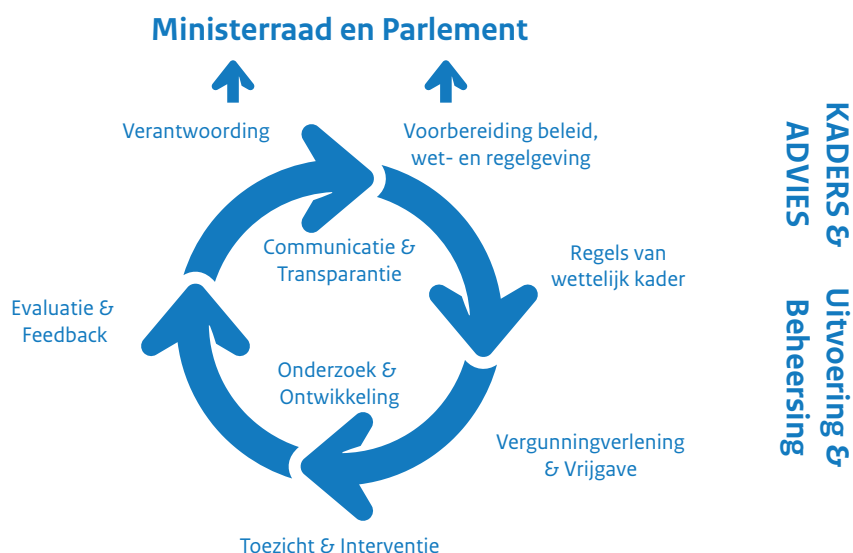 Ministerraad en Parlement
Verantwoording
Voorbereiding beleid,
wet- en regelgeving
Communicatie &
Transparantie
Regels van
wettelijk kader
Evaluatie &
Feedback
Onderzoek &
Ontwikkeling
Vergunningverlening
& Vrijgave
Toezicht & Interventie
KADERS &
ADVIES
Uitvoering &
Beheersing